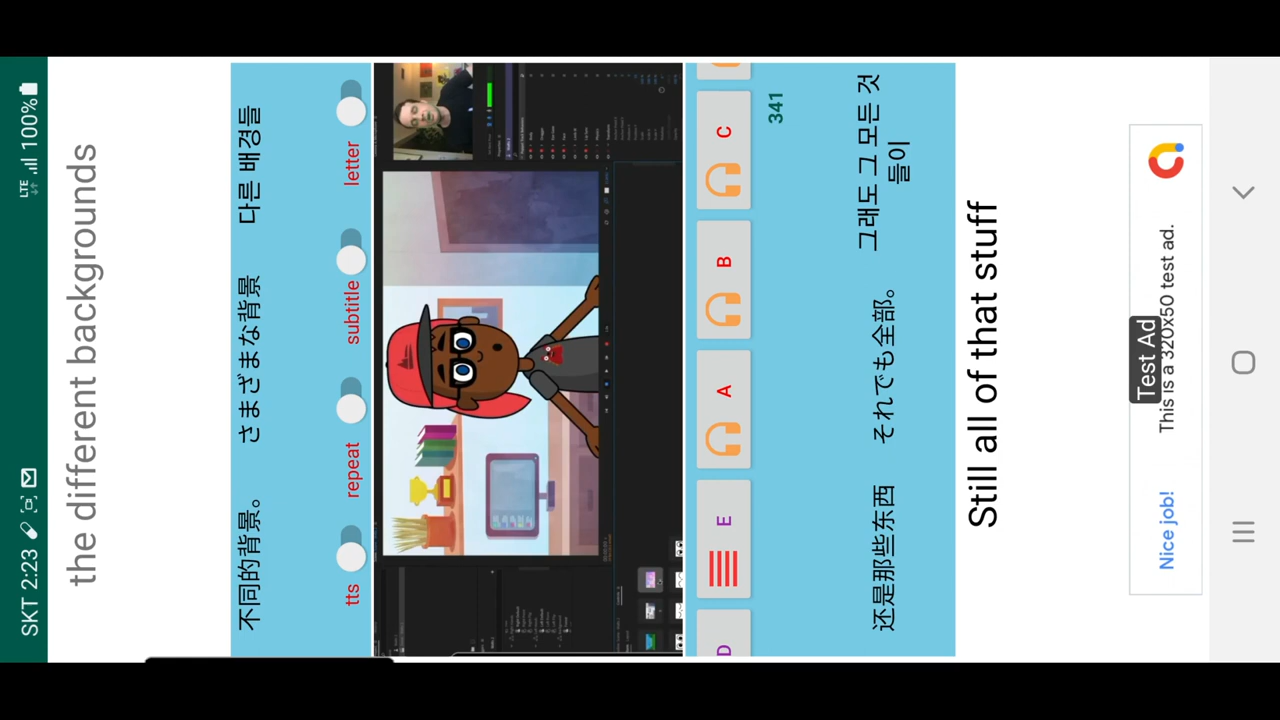 SKT 2:23
LTE
100%
the different backgrounds
不同的背景。
さまざまな背景
다른 배경들
tts
repeat
subtitle
letter
D
E
A
B
C
341
还是那些东西
それでも全部。
그래도 그 모든 것
들이
Still all of that stuff
Test Ad
Nice job!
This is a 320x50 test ad.